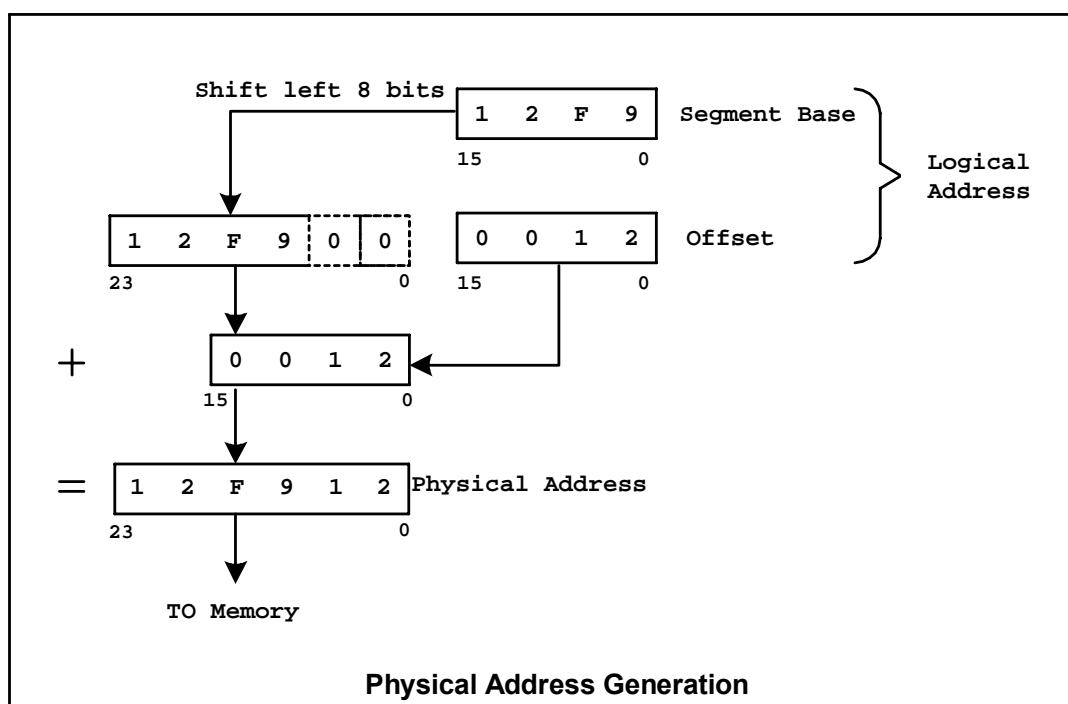 Shift left 8 bits
1 2 F 9 Segment Base
15 0
Logical
Address
1 2 F 9 0 0
0 0 1 2 Offset
23 0
15 0
+
0 0 1 2
15 0
=
1 2 F 9 1 2 Physical Address
23 0
TO Memory
Physical Address Generation